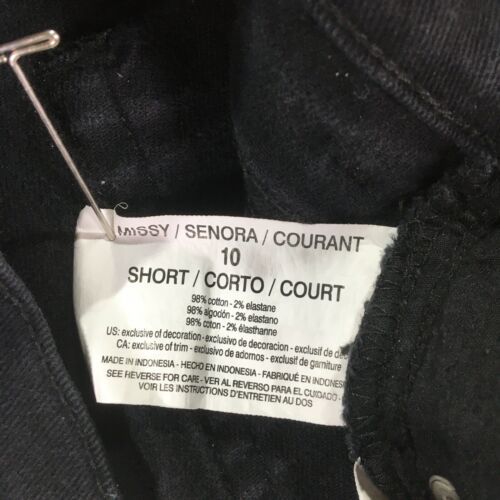 MISSY / SENORA / COURANT
10
SHORT / CORTO / COURT
98% cotton - 2% elastane
98% algodón - 2% elastano
98% coton - 2% élasthanne
US: exclusive of decoration - exclusivo de decoracion - exclusif de
CA: exclusive of trim - exclusivo de adornos - exclusif de garniture
MADE IN INDONESIA - HECHO EN INDONESIA - FABRIQUÉ EN INDONES
SEE REVERSE FOR CARE - VER AL REVERSO PARA EL CUIDADO -
VOIR LES INSTRUCTIONS D'ENTRETIEN AU DOS